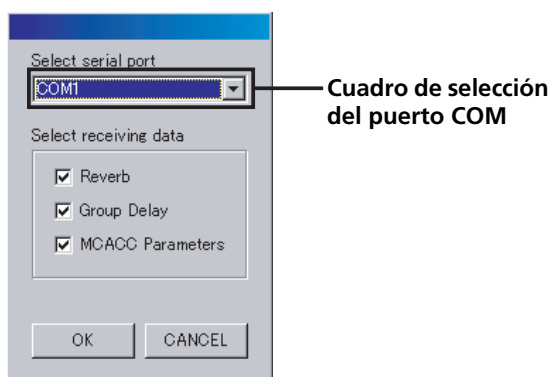 Select serial port
COM1
Cuadro de selección
del puerto COM
Select receiving data
Reverb
Group Delay
MCACC Parameters
OK
CANCEL